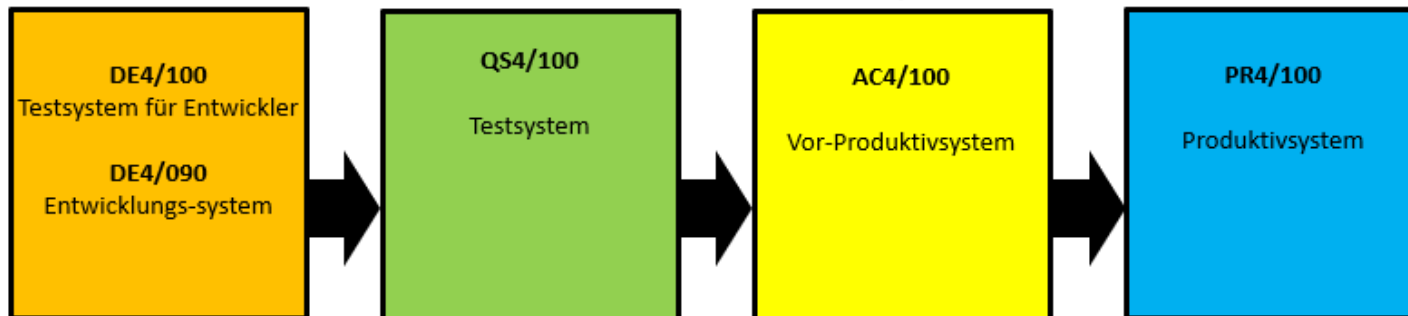 DE4/100
Testsystem für Entwickler
DE4/090
Entwicklungs-system
QS4/100
Testsystem
AC4/100
Vor-Produktivsystem
PR4/100
Produktivsystem